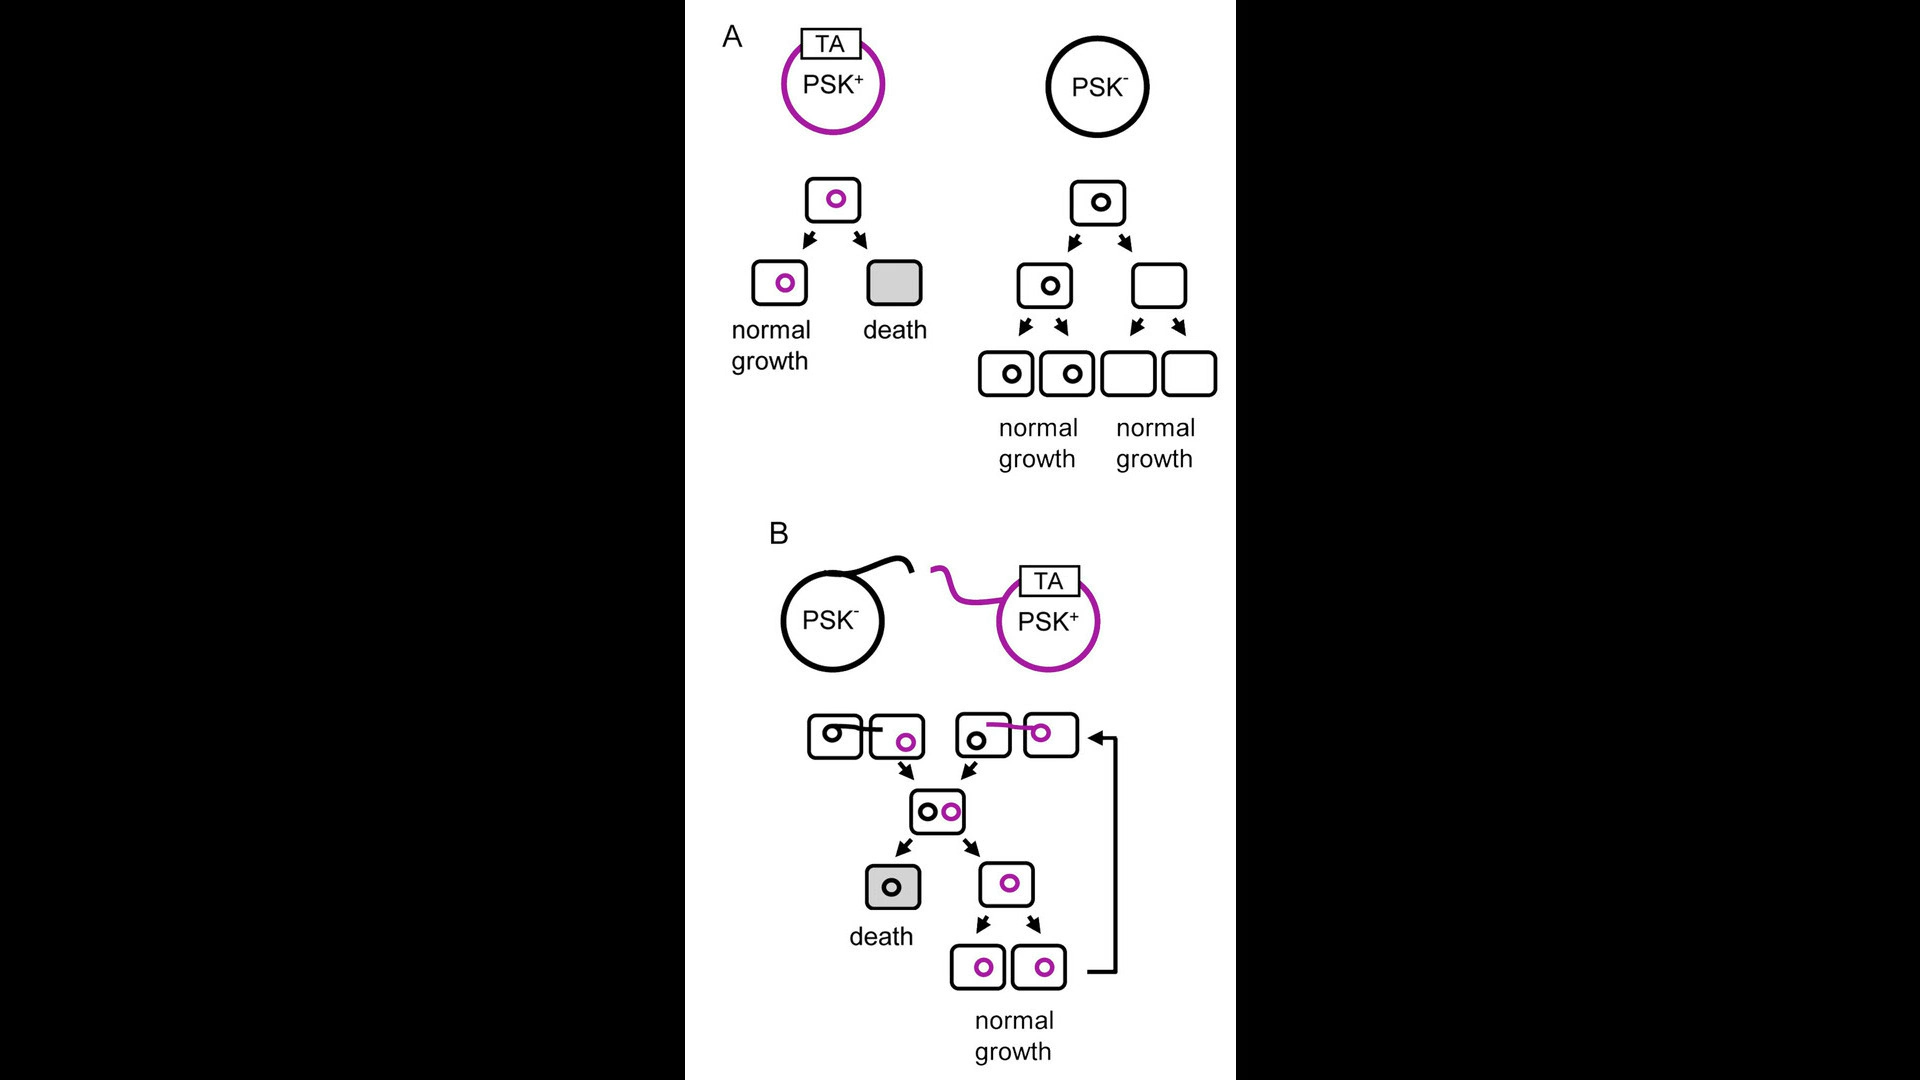 A
TA
PSK⁺
PSK⁻
normal
growth
death
normal
growth
normal
growth
B
PSK⁻
TA
PSK⁺
death
normal
growth